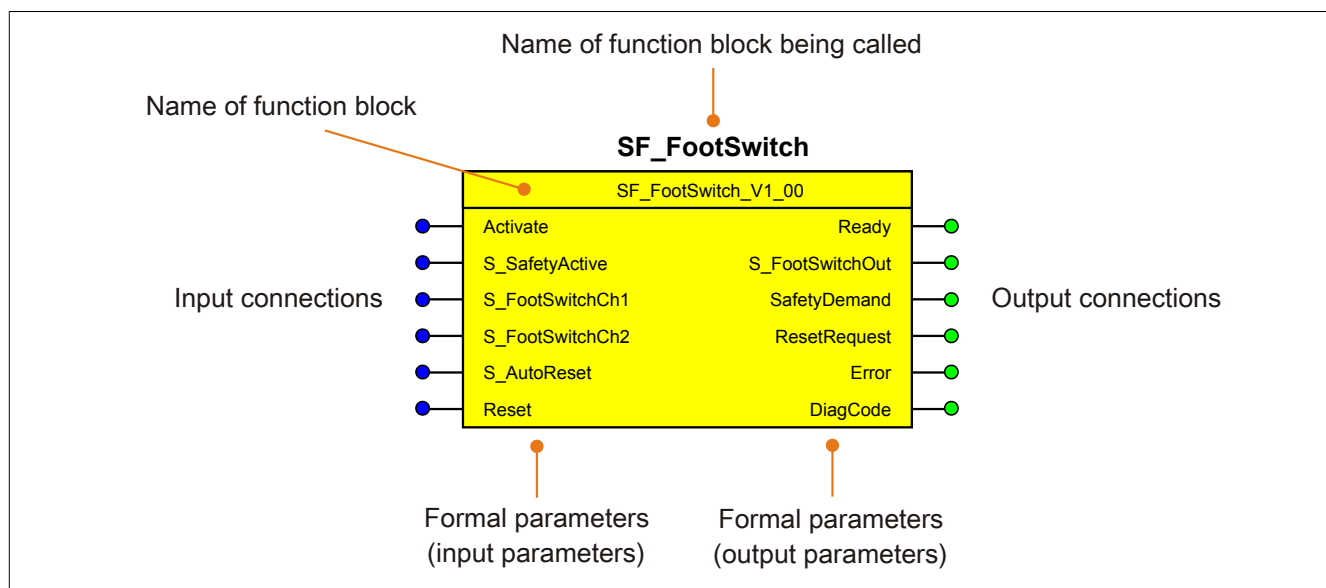 Name of function block being called
Name of function block
SF_FootSwitch
SF_FootSwitch_V1_00
Activate
Ready
S_SafetyActive
S_FootSwitchOut
Input connections
S_FootSwitchCh1
SafetyDemand
Output connections
S_FootSwitchCh2
ResetRequest
S_AutoReset
Error
Reset
DiagCode
Formal parameters
(input parameters)
Formal parameters
(output parameters)